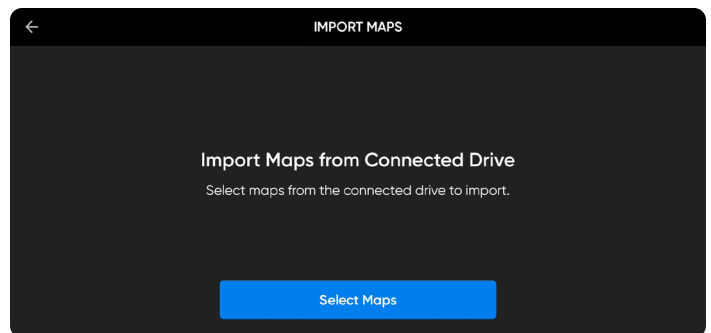 IMPORT MAPS
Import Maps from Connected Drive
Select maps from the connected drive to import.
Select Maps